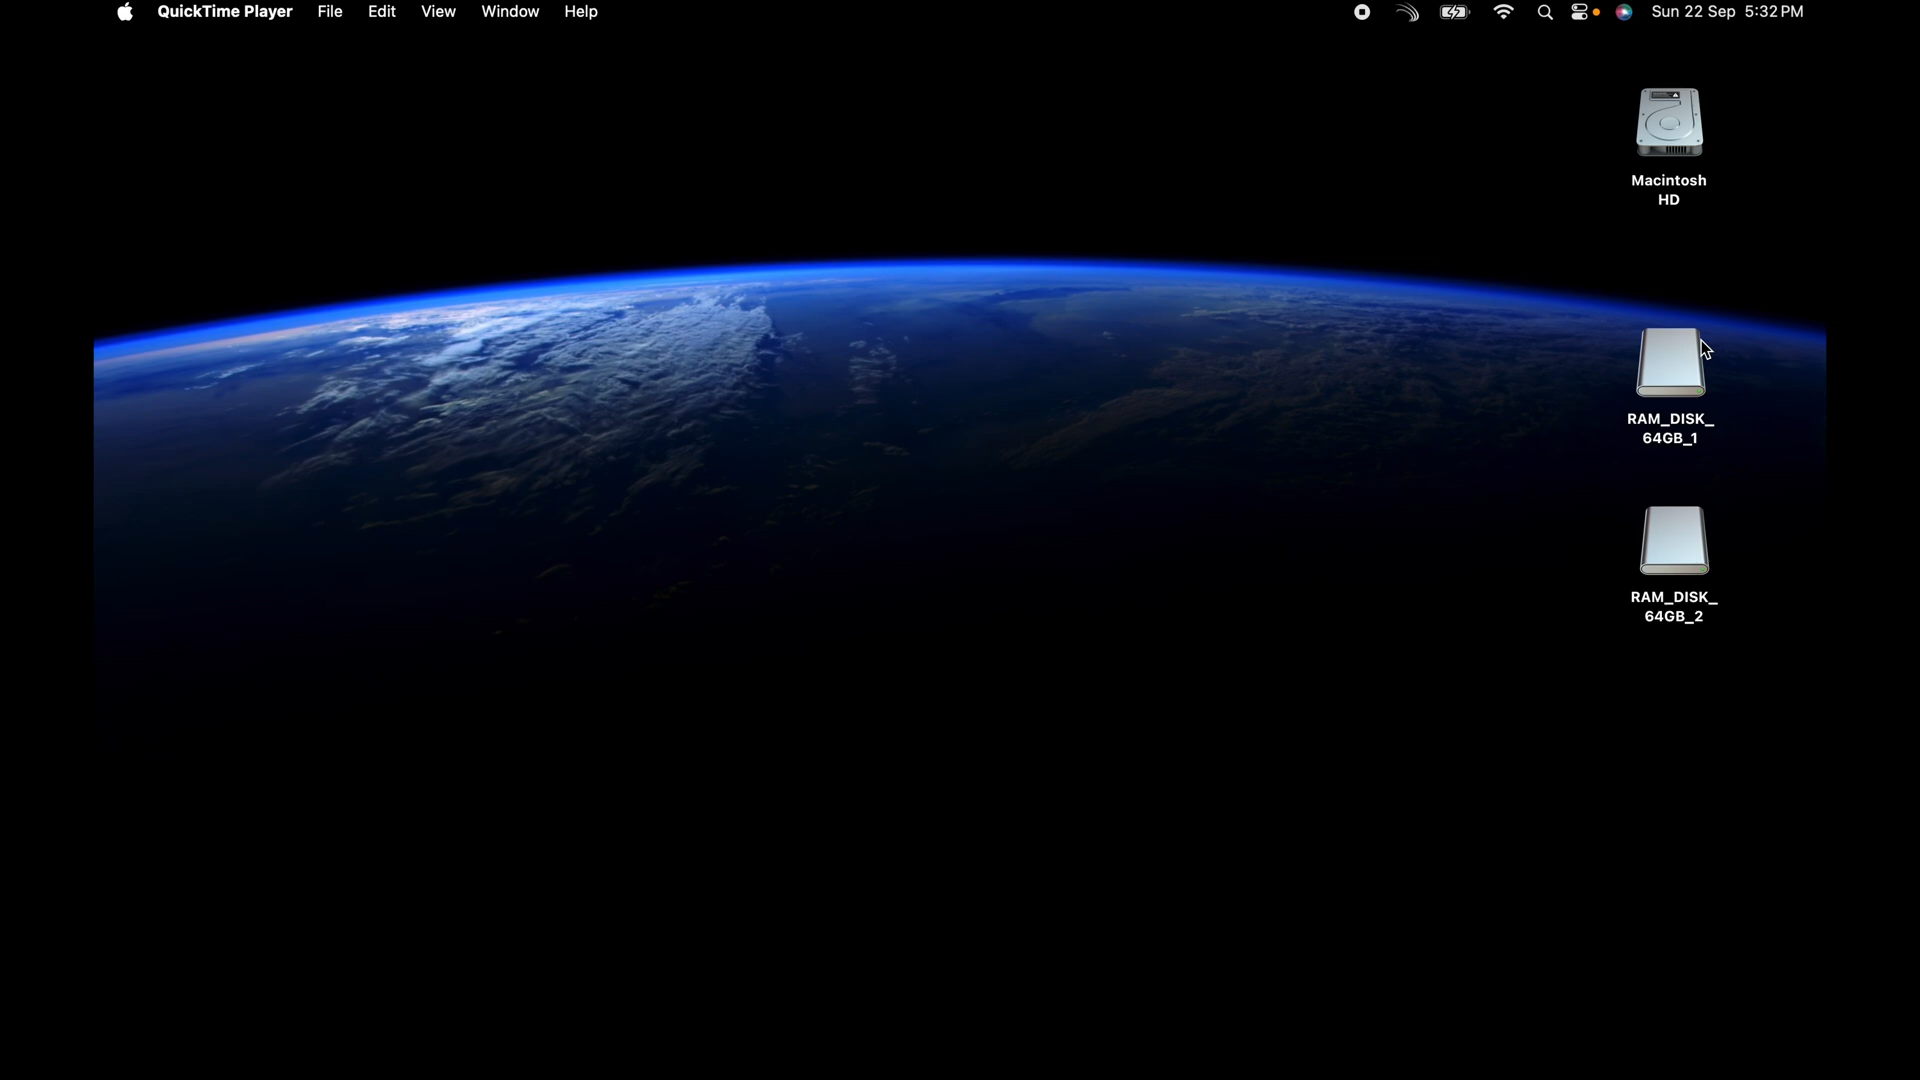 QuickTime Player File Edit View Window Help Sun 22 Sep 5:32 PM
Macintosh
HD
RAM_DISK_
64GB_1
RAM_DISK_
64GB_2